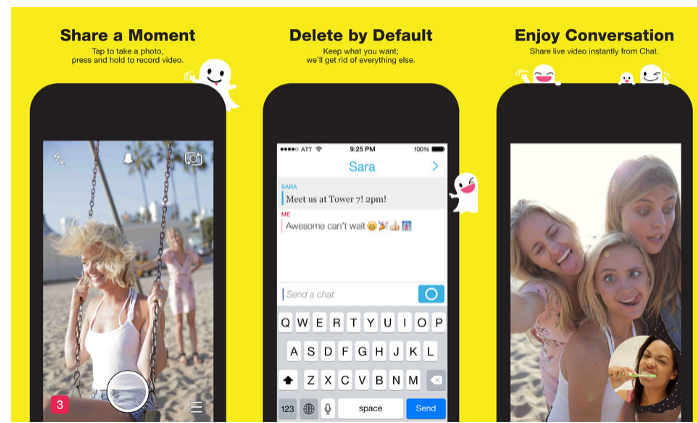 Share a Moment
Tap to take a photo,
press and hold to record video.
3
Delete by Default
Keep what you want;
we'll get rid of everything else.
ATT 9:25 PM 100%
Sara
SARA
Meet us at Tower 7! 2pm!
ME
Awesome can't wait 😄🎉👍🎊
Send a chat
Q W E R T Y U I O P
A S D F G H J K L
Z X C V B N M
123 space Send
Enjoy Conversation
Share live video instantly from Chat.